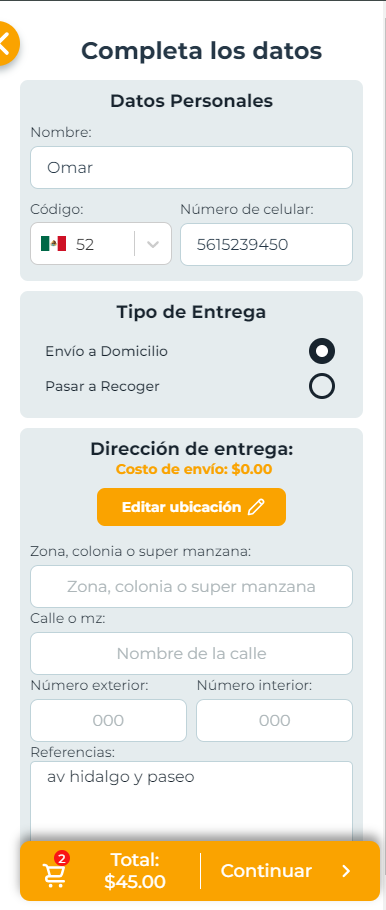 Completa los datos
Datos Personales
Nombre:
Omar
Código: Número de celular:
52 5615239450
Tipo de Entrega
Envío a Domicilio
Pasar a Recoger
Dirección de entrega:
Costo de envío: $0.00
Editar ubicación
Zona, colonia o super manzana:
Zona, colonia o super manzana
Calle o mz:
Nombre de la calle
Número exterior: Número interior:
000 000
Referencias:
av hidalgo y paseo
2
Total:
$45.00
Continuar